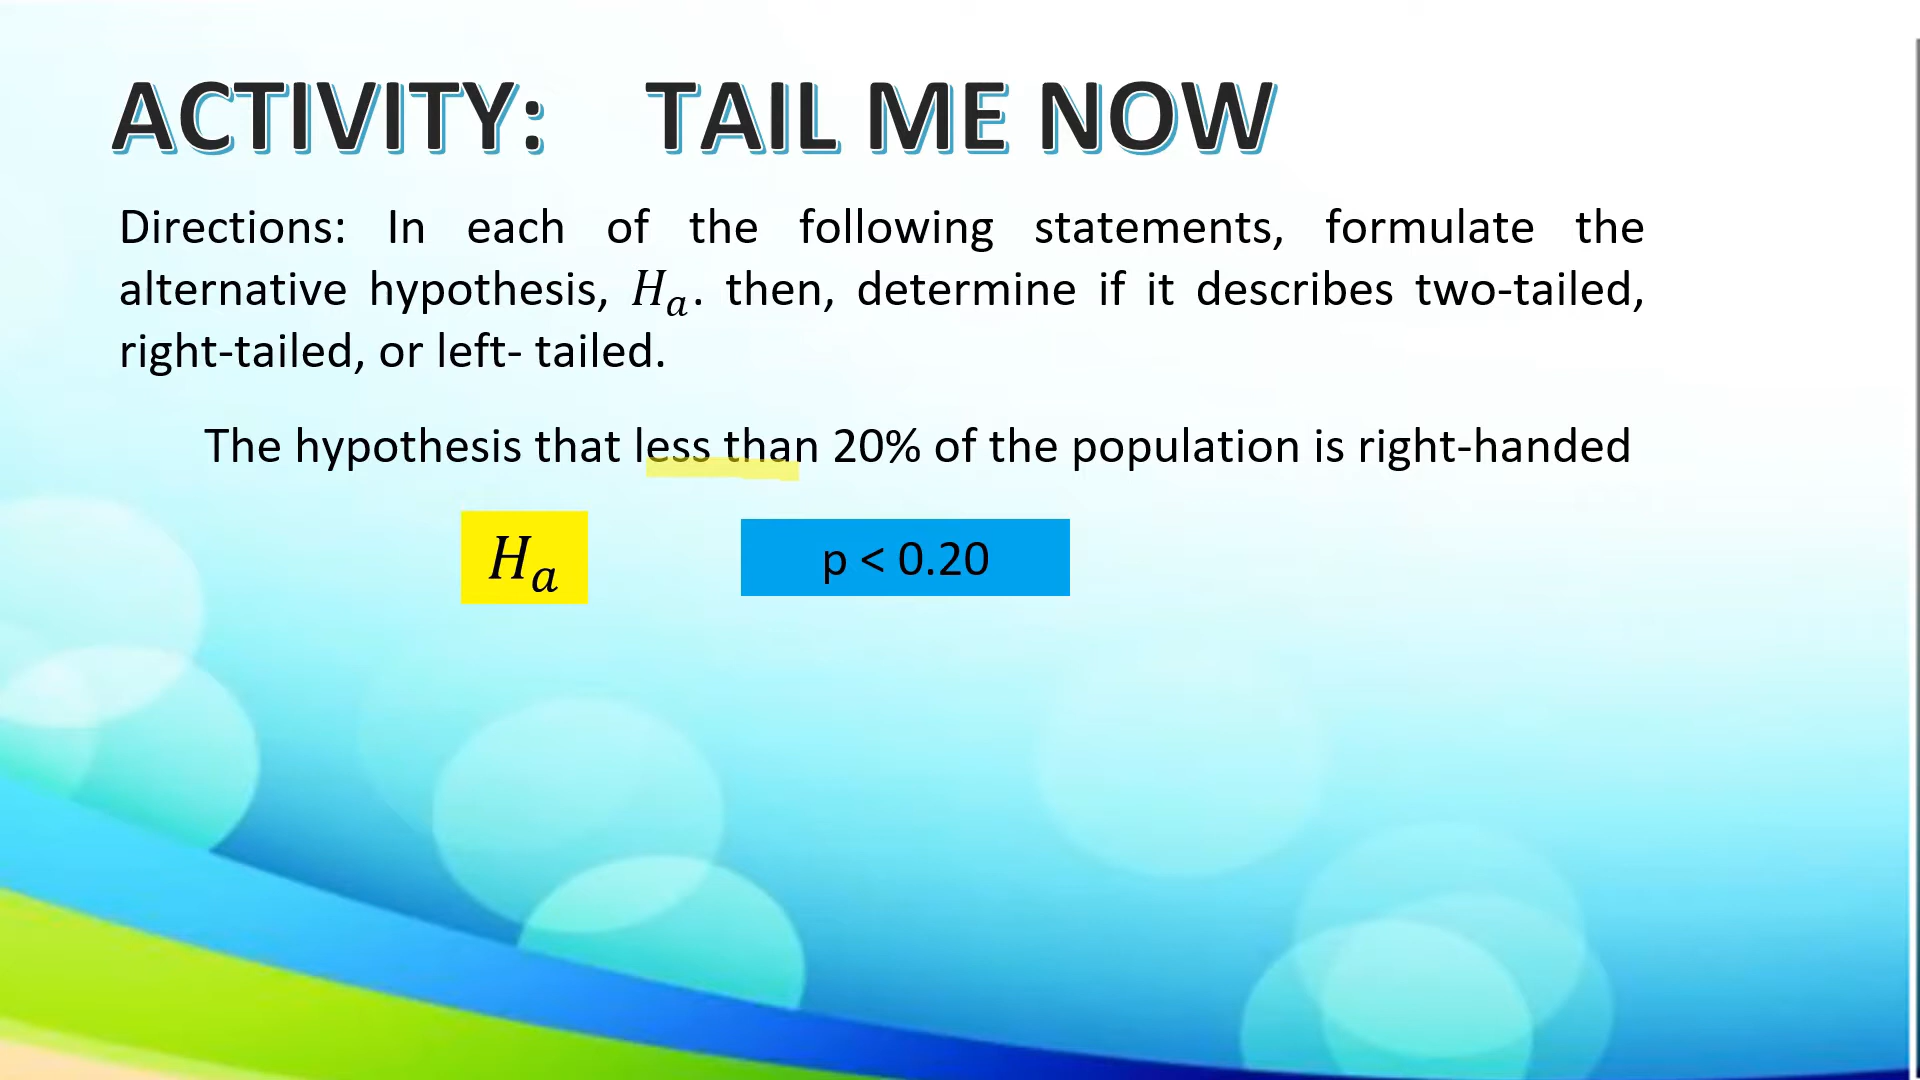 ACTIVITY: TAIL ME NOW
Directions: In each of the following statements, formulate the
alternative hypothesis, Hₐ. then, determine if it describes two-tailed,
right-tailed, or left- tailed.
The hypothesis that less than 20% of the population is right-handed
Hₐ p < 0.20